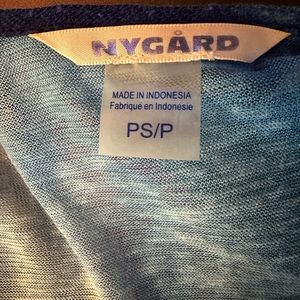 NYGÅRD
MADE IN INDONESIA
Fabriqué en Indonésie
PS/P